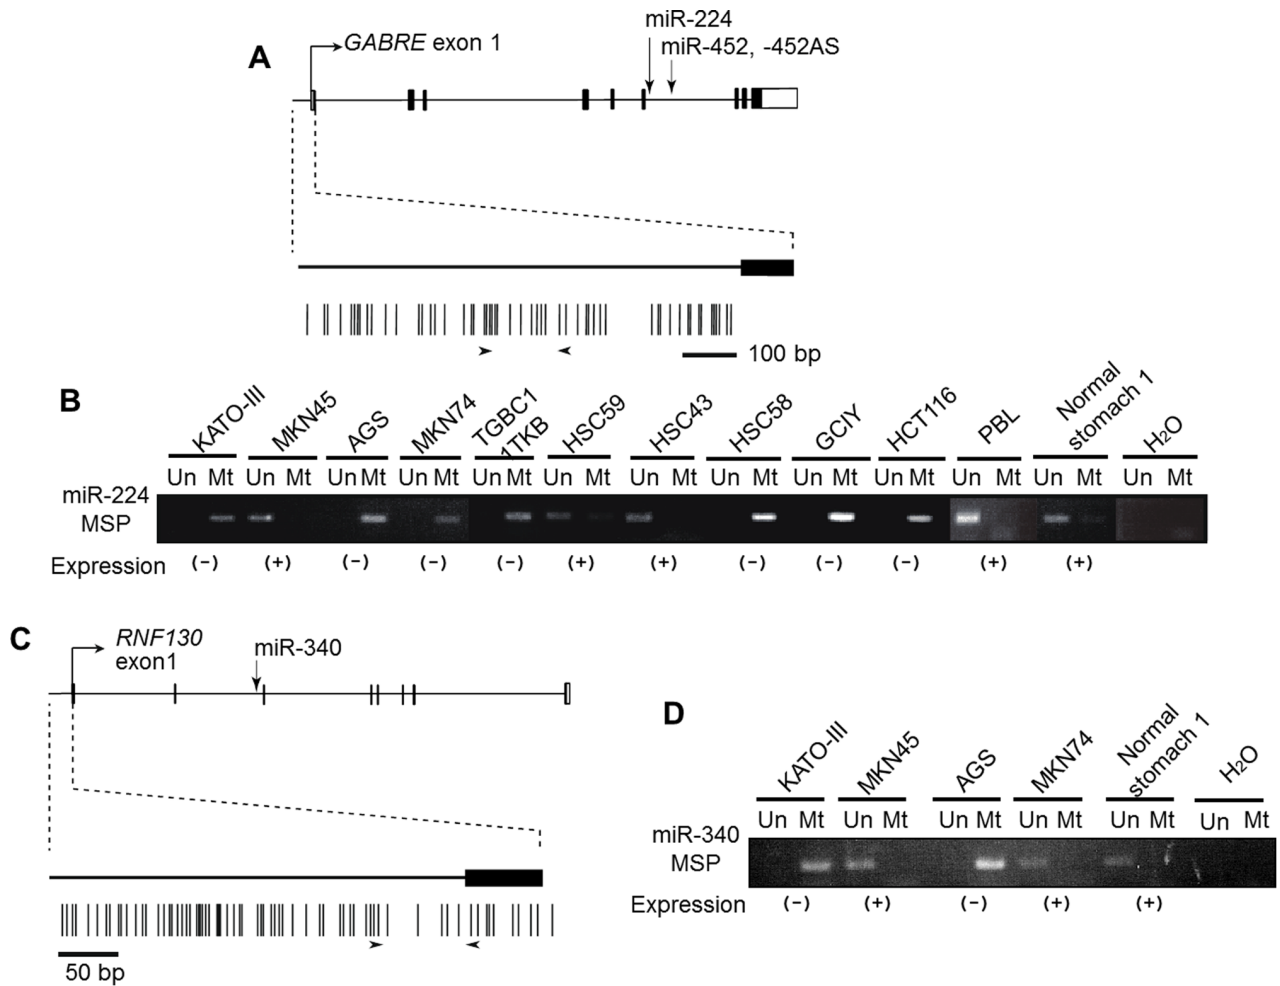 A
GABRE exon 1
miR-224
miR-452, -452AS
100 bp
B
KATO-III
MKN45
AGS
MKN74
TGBC1
1TKB
HSC59
HSC43
HSC58
GCIY
HCT116
PBL
Normal
stomach 1
H2O
Un Mt Un Mt Un Mt Un Mt Un Mt Un Mt Un Mt Un Mt Un Mt Un Mt Un Mt Un Mt Un Mt
miR-224
MSP
Expression (−) (+) (−) (−) (−) (+) (+) (−) (−) (−) (+) (+)
C
RNF130
exon1
miR-340
50 bp
D
KATO-III
MKN45
AGS
MKN74
Normal
stomach 1
H2O
Un Mt Un Mt Un Mt Un Mt Un Mt Un Mt
miR-340
MSP
Expression (−) (+) (−) (+) (+)